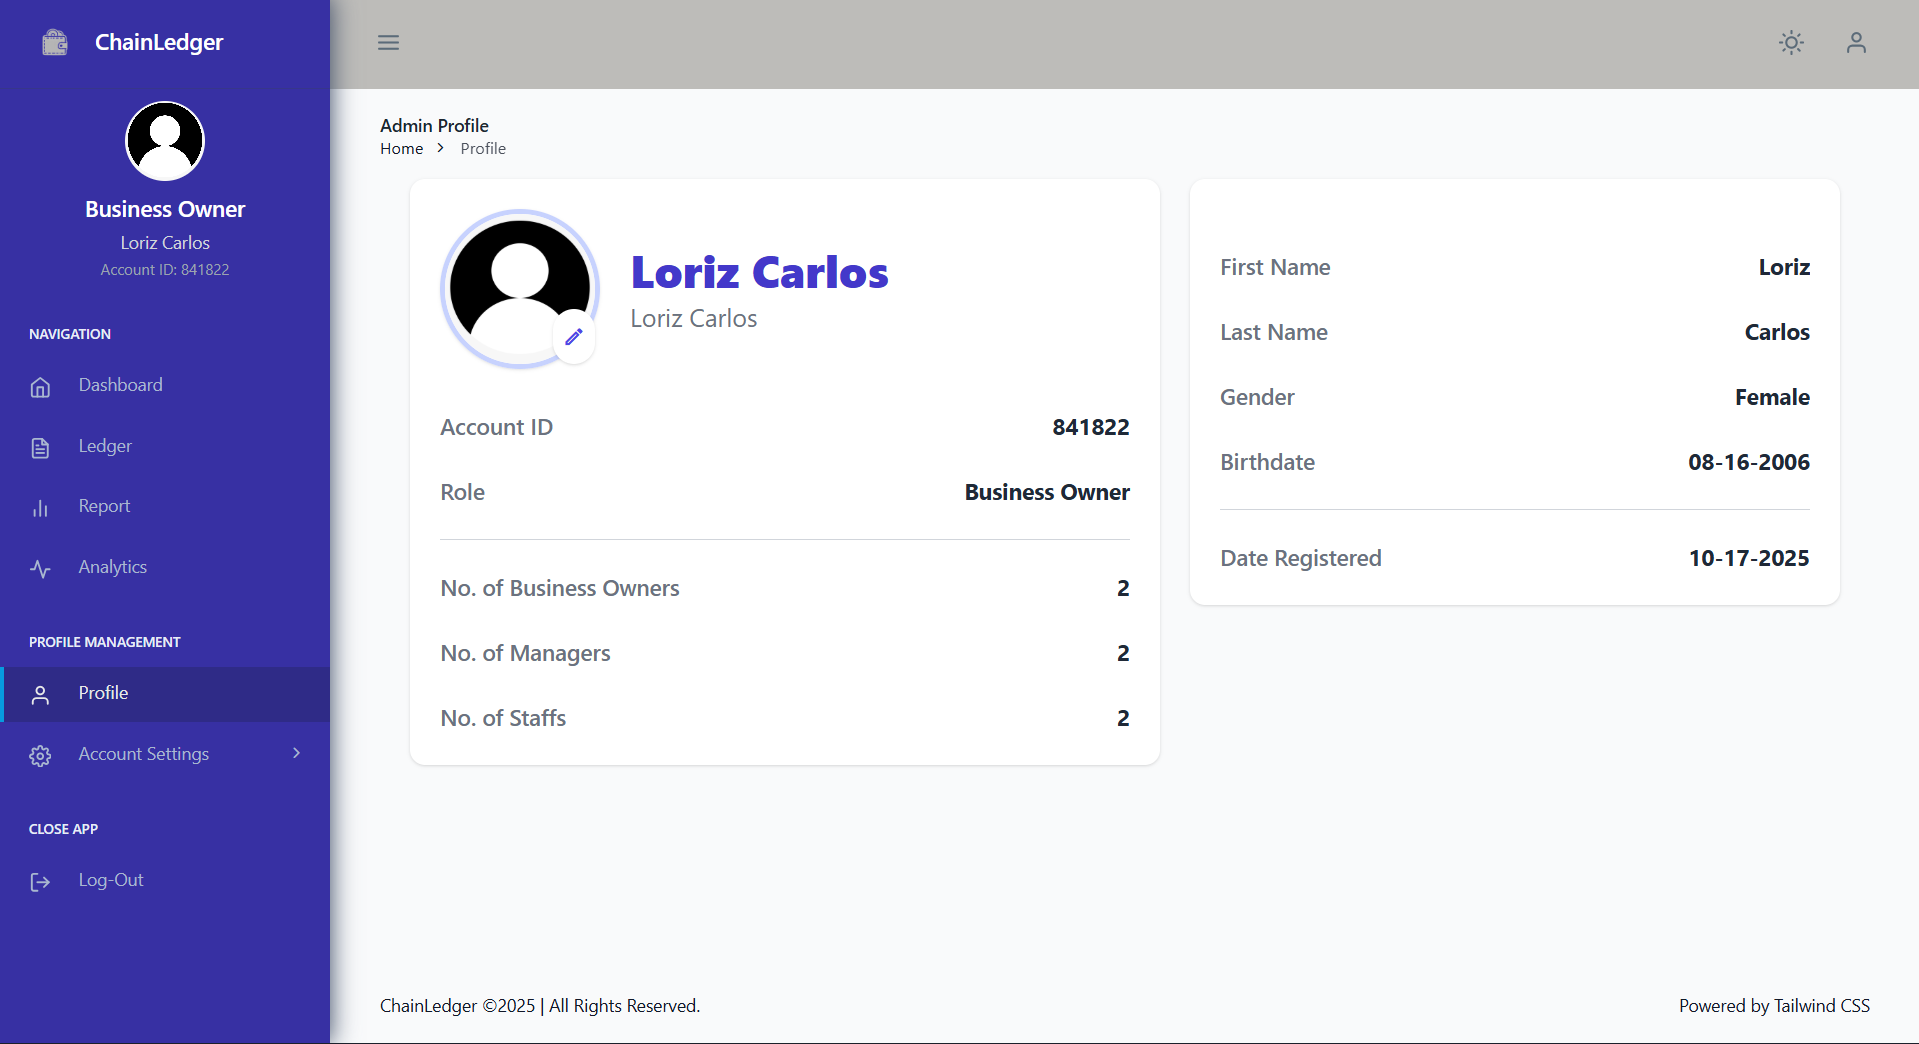 ChainLedger
Business Owner
Loriz Carlos
Account ID: 841822
NAVIGATION
Dashboard
Ledger
Report
Analytics
PROFILE MANAGEMENT
Profile
Account Settings
CLOSE APP
Log-Out
Admin Profile
Home > Profile
Loriz Carlos
Loriz Carlos
Account ID 841822
Role Business Owner
No. of Business Owners 2
No. of Managers 2
No. of Staffs 2
First Name Loriz
Last Name Carlos
Gender Female
Birthdate 08-16-2006
Date Registered 10-17-2025
ChainLedger ©2025 | All Rights Reserved.
Powered by Tailwind CSS